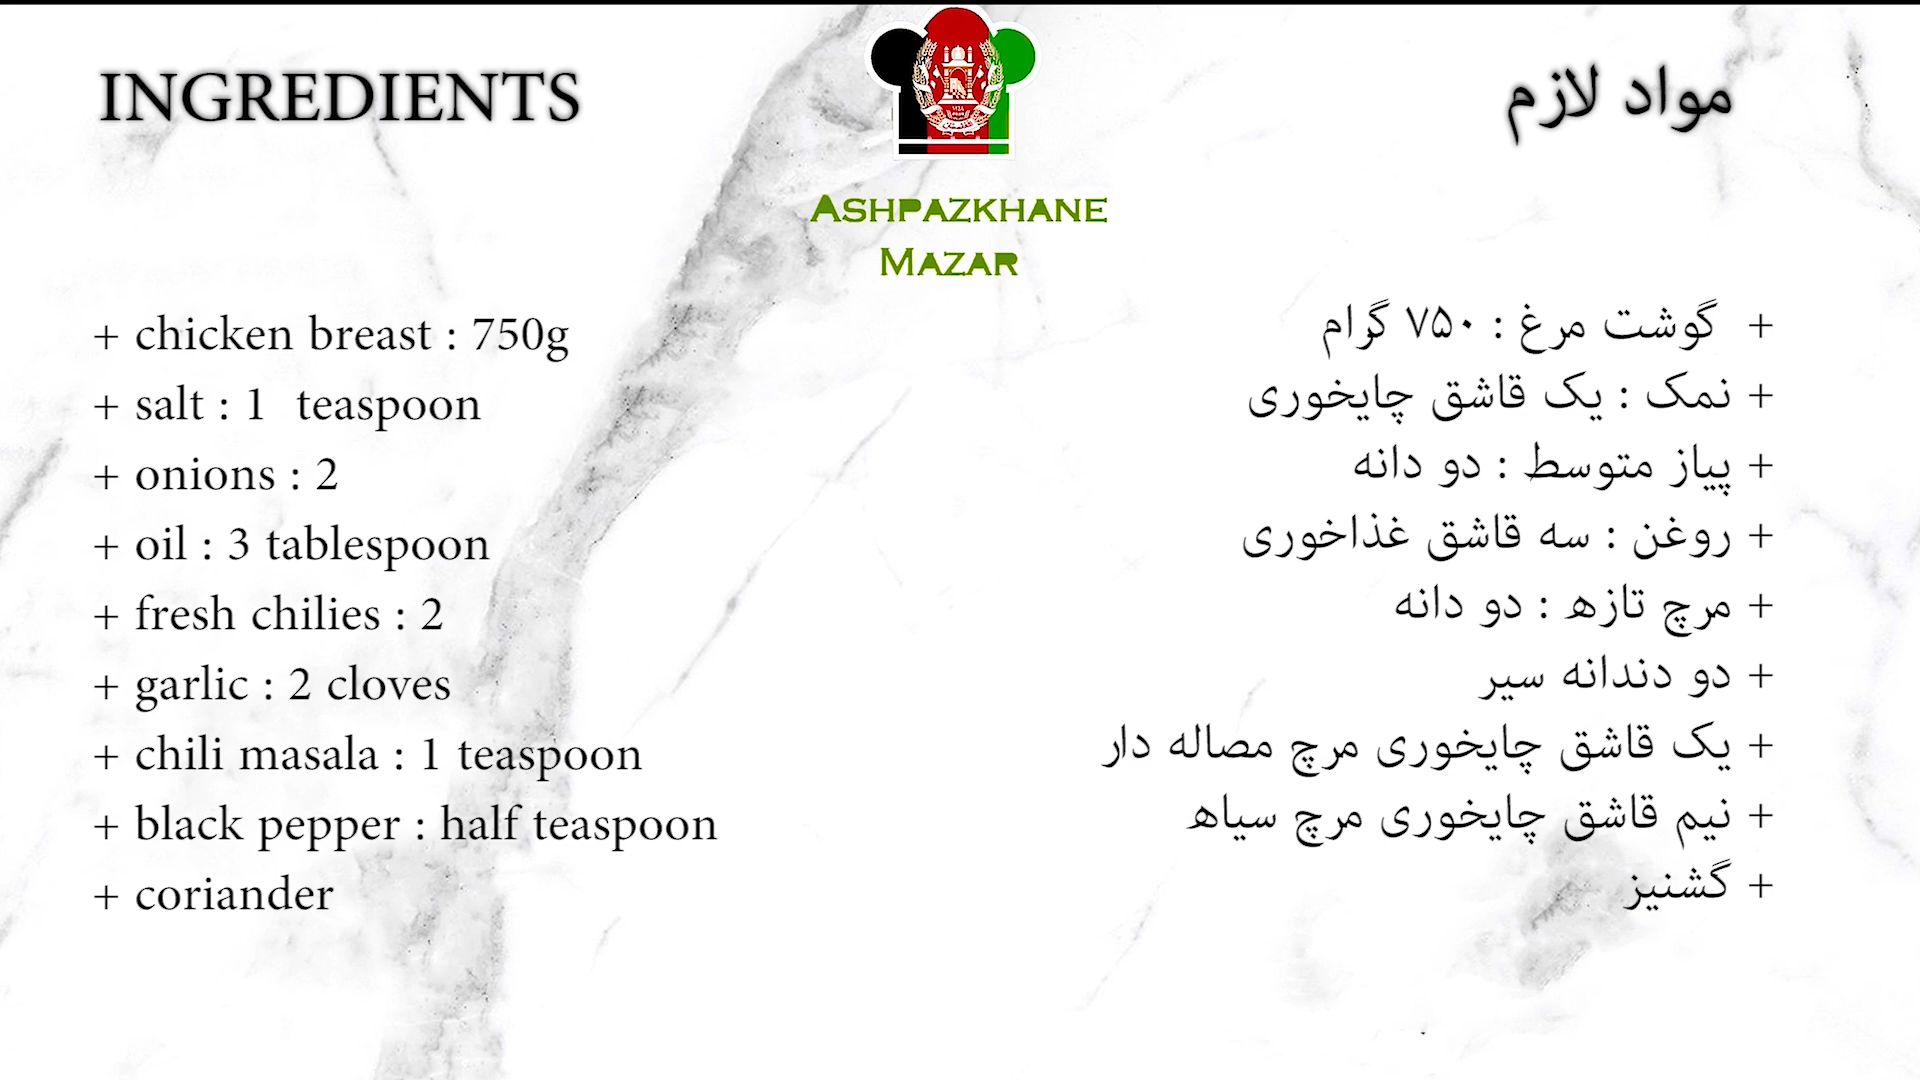 INGREDIENTS
ASHPAZKHANE
MAZAR
مواد لازم
+ chicken breast : 750g
+ salt : 1 teaspoon
+ onions : 2
+ oil : 3 tablespoon
+ fresh chilies : 2
+ garlic : 2 cloves
+ chili masala : 1 teaspoon
+ black pepper : half teaspoon
+ coriander
+ گوشت مرغ : ۷۵۰ گرام
+ نمک : یک قاشق چایخوری
+ پیاز متوسط : دو دانه
+ روغن : سه قاشق غذاخوری
+ مرچ تازه : دو دانه
+ دو دندانه سیر
+ یک قاشق چایخوری مرچ مصاله دار
+ نیم قاشق چایخوری مرچ سیاه
+ گشنیز